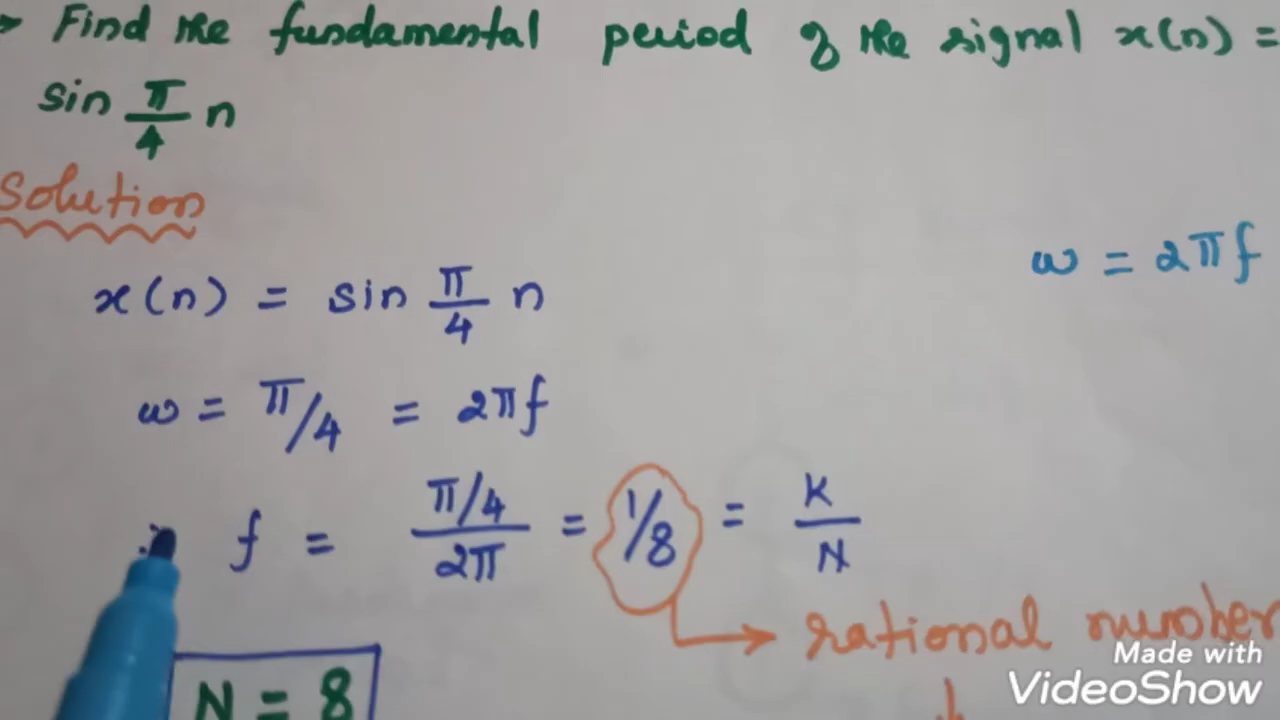 Find the fundamental period of the signal x(n) =
sin π/4 n
Solution
x(n) = sin π/4 n
ω = 2πf
ω = π/4 = 2πf
∴ f = π/4 / 2π = 1/8 = K/N
rational number
N = 8
Made with
VideoShow